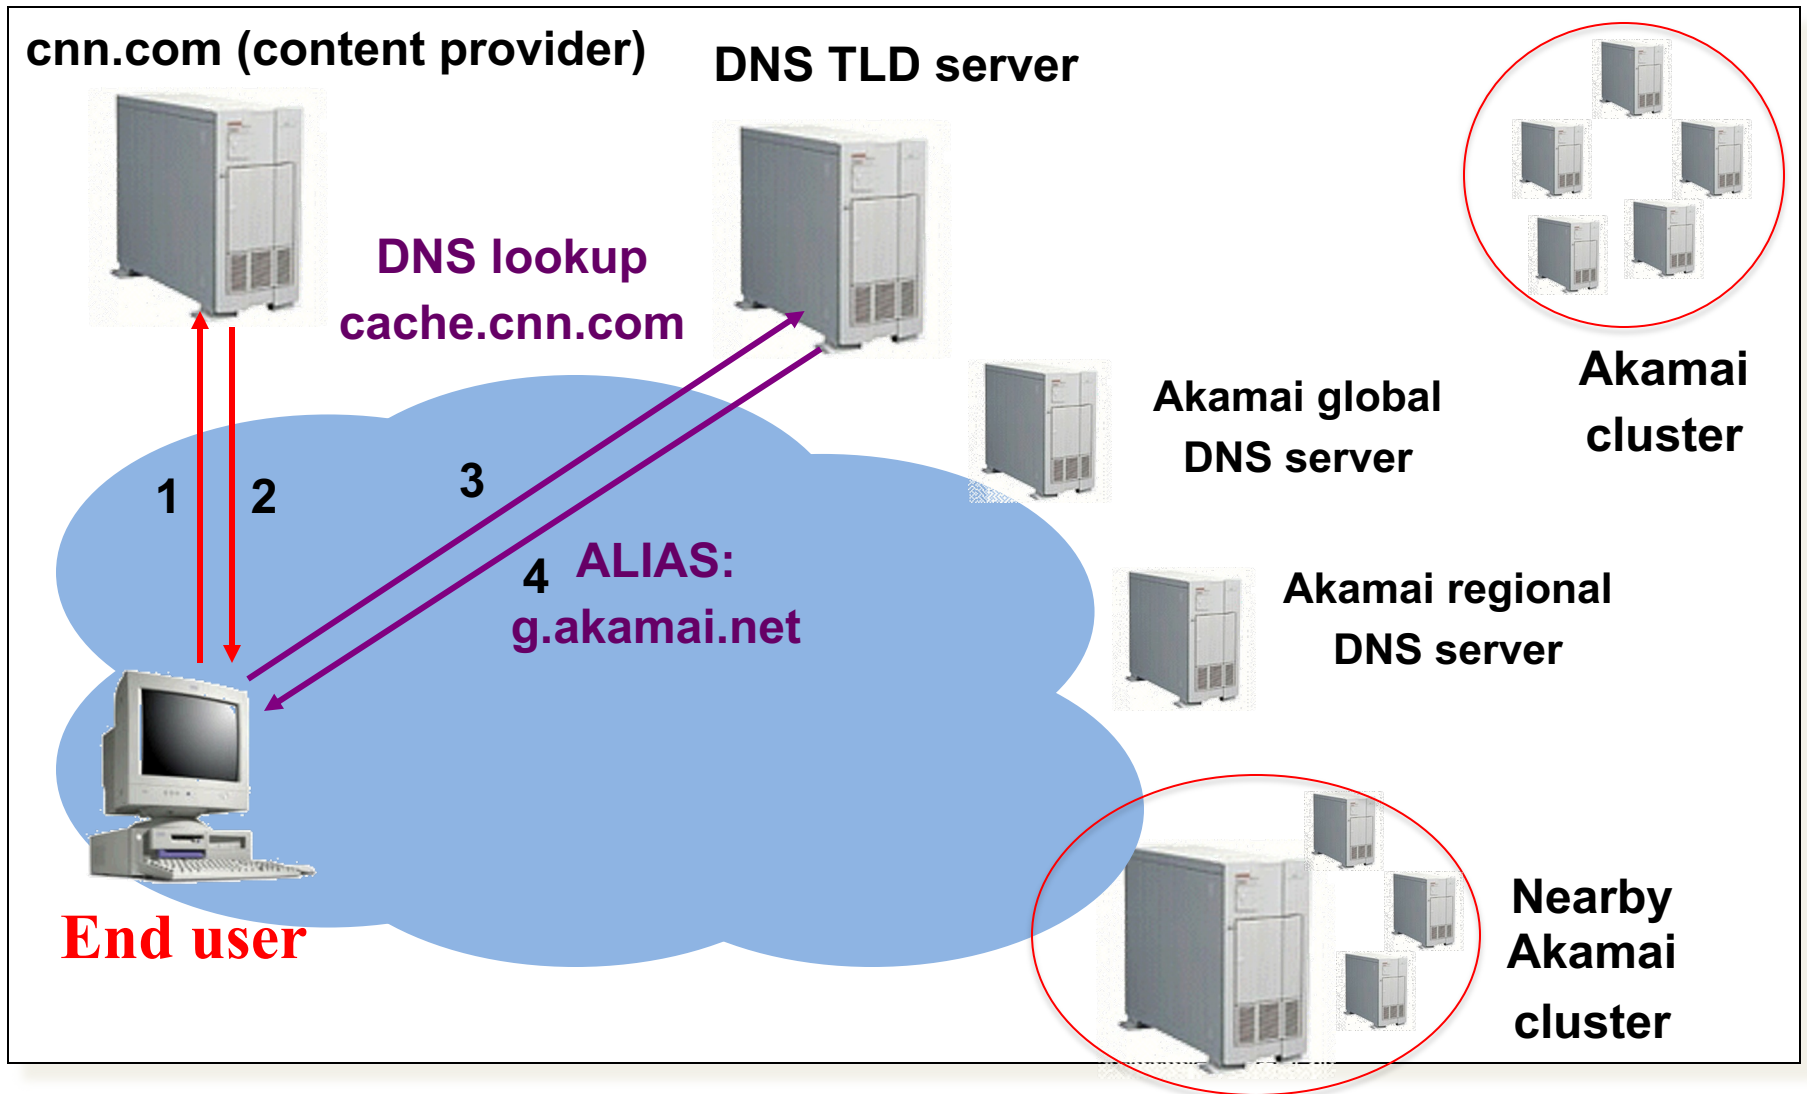 cnn.com (content provider)
DNS TLD server
DNS lookup
cache.cnn.com
Akamai
cluster
Akamai global
DNS server
1
2
3
4
ALIAS:
g.akamai.net
Akamai regional
DNS server
End user
Nearby
Akamai
cluster